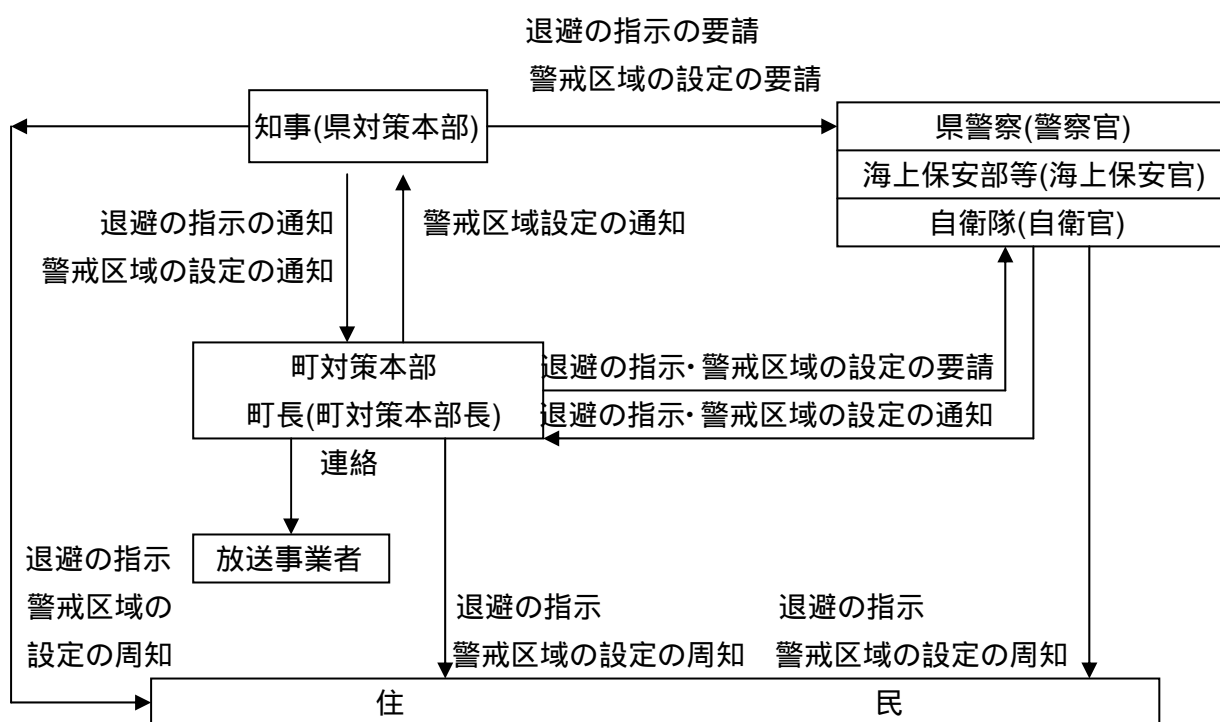 退避の指示の要請
警戒区域の設定の要請
知事(県対策本部)
県警察(警察官)
海上保安部等(海上保安官)
自衛隊(自衛官)
退避の指示の通知
警戒区域の設定の通知
警戒区域設定の通知
町対策本部
町長(町対策本部長)
退避の指示・警戒区域の設定の要請
退避の指示・警戒区域の設定の通知
連絡
放送事業者
退避の指示
警戒区域の
設定の周知
退避の指示
警戒区域の設定の周知
退避の指示
警戒区域の設定の周知
住 民